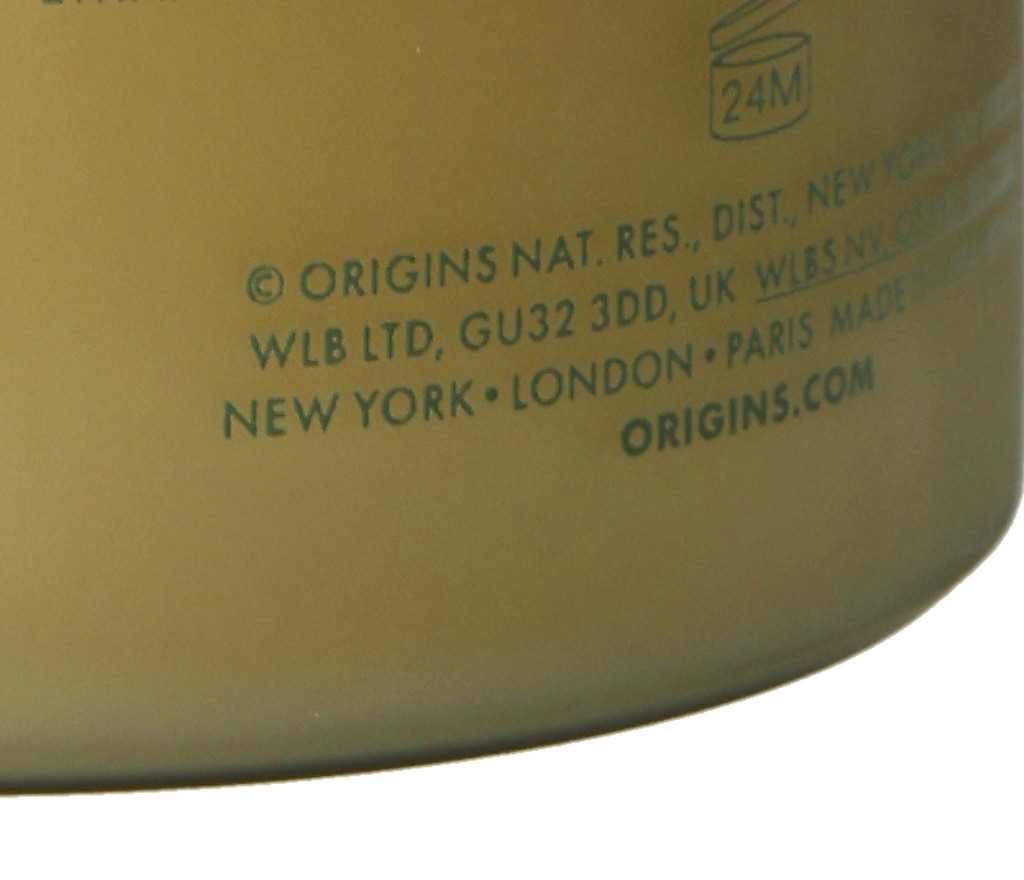 24M
© ORIGINS NAT. RES., DIST., NEW YORK
WLB LTD, GU32 3DD, UK WLBS NV,
NEW YORK • LONDON • PARIS MADE
ORIGINS.COM